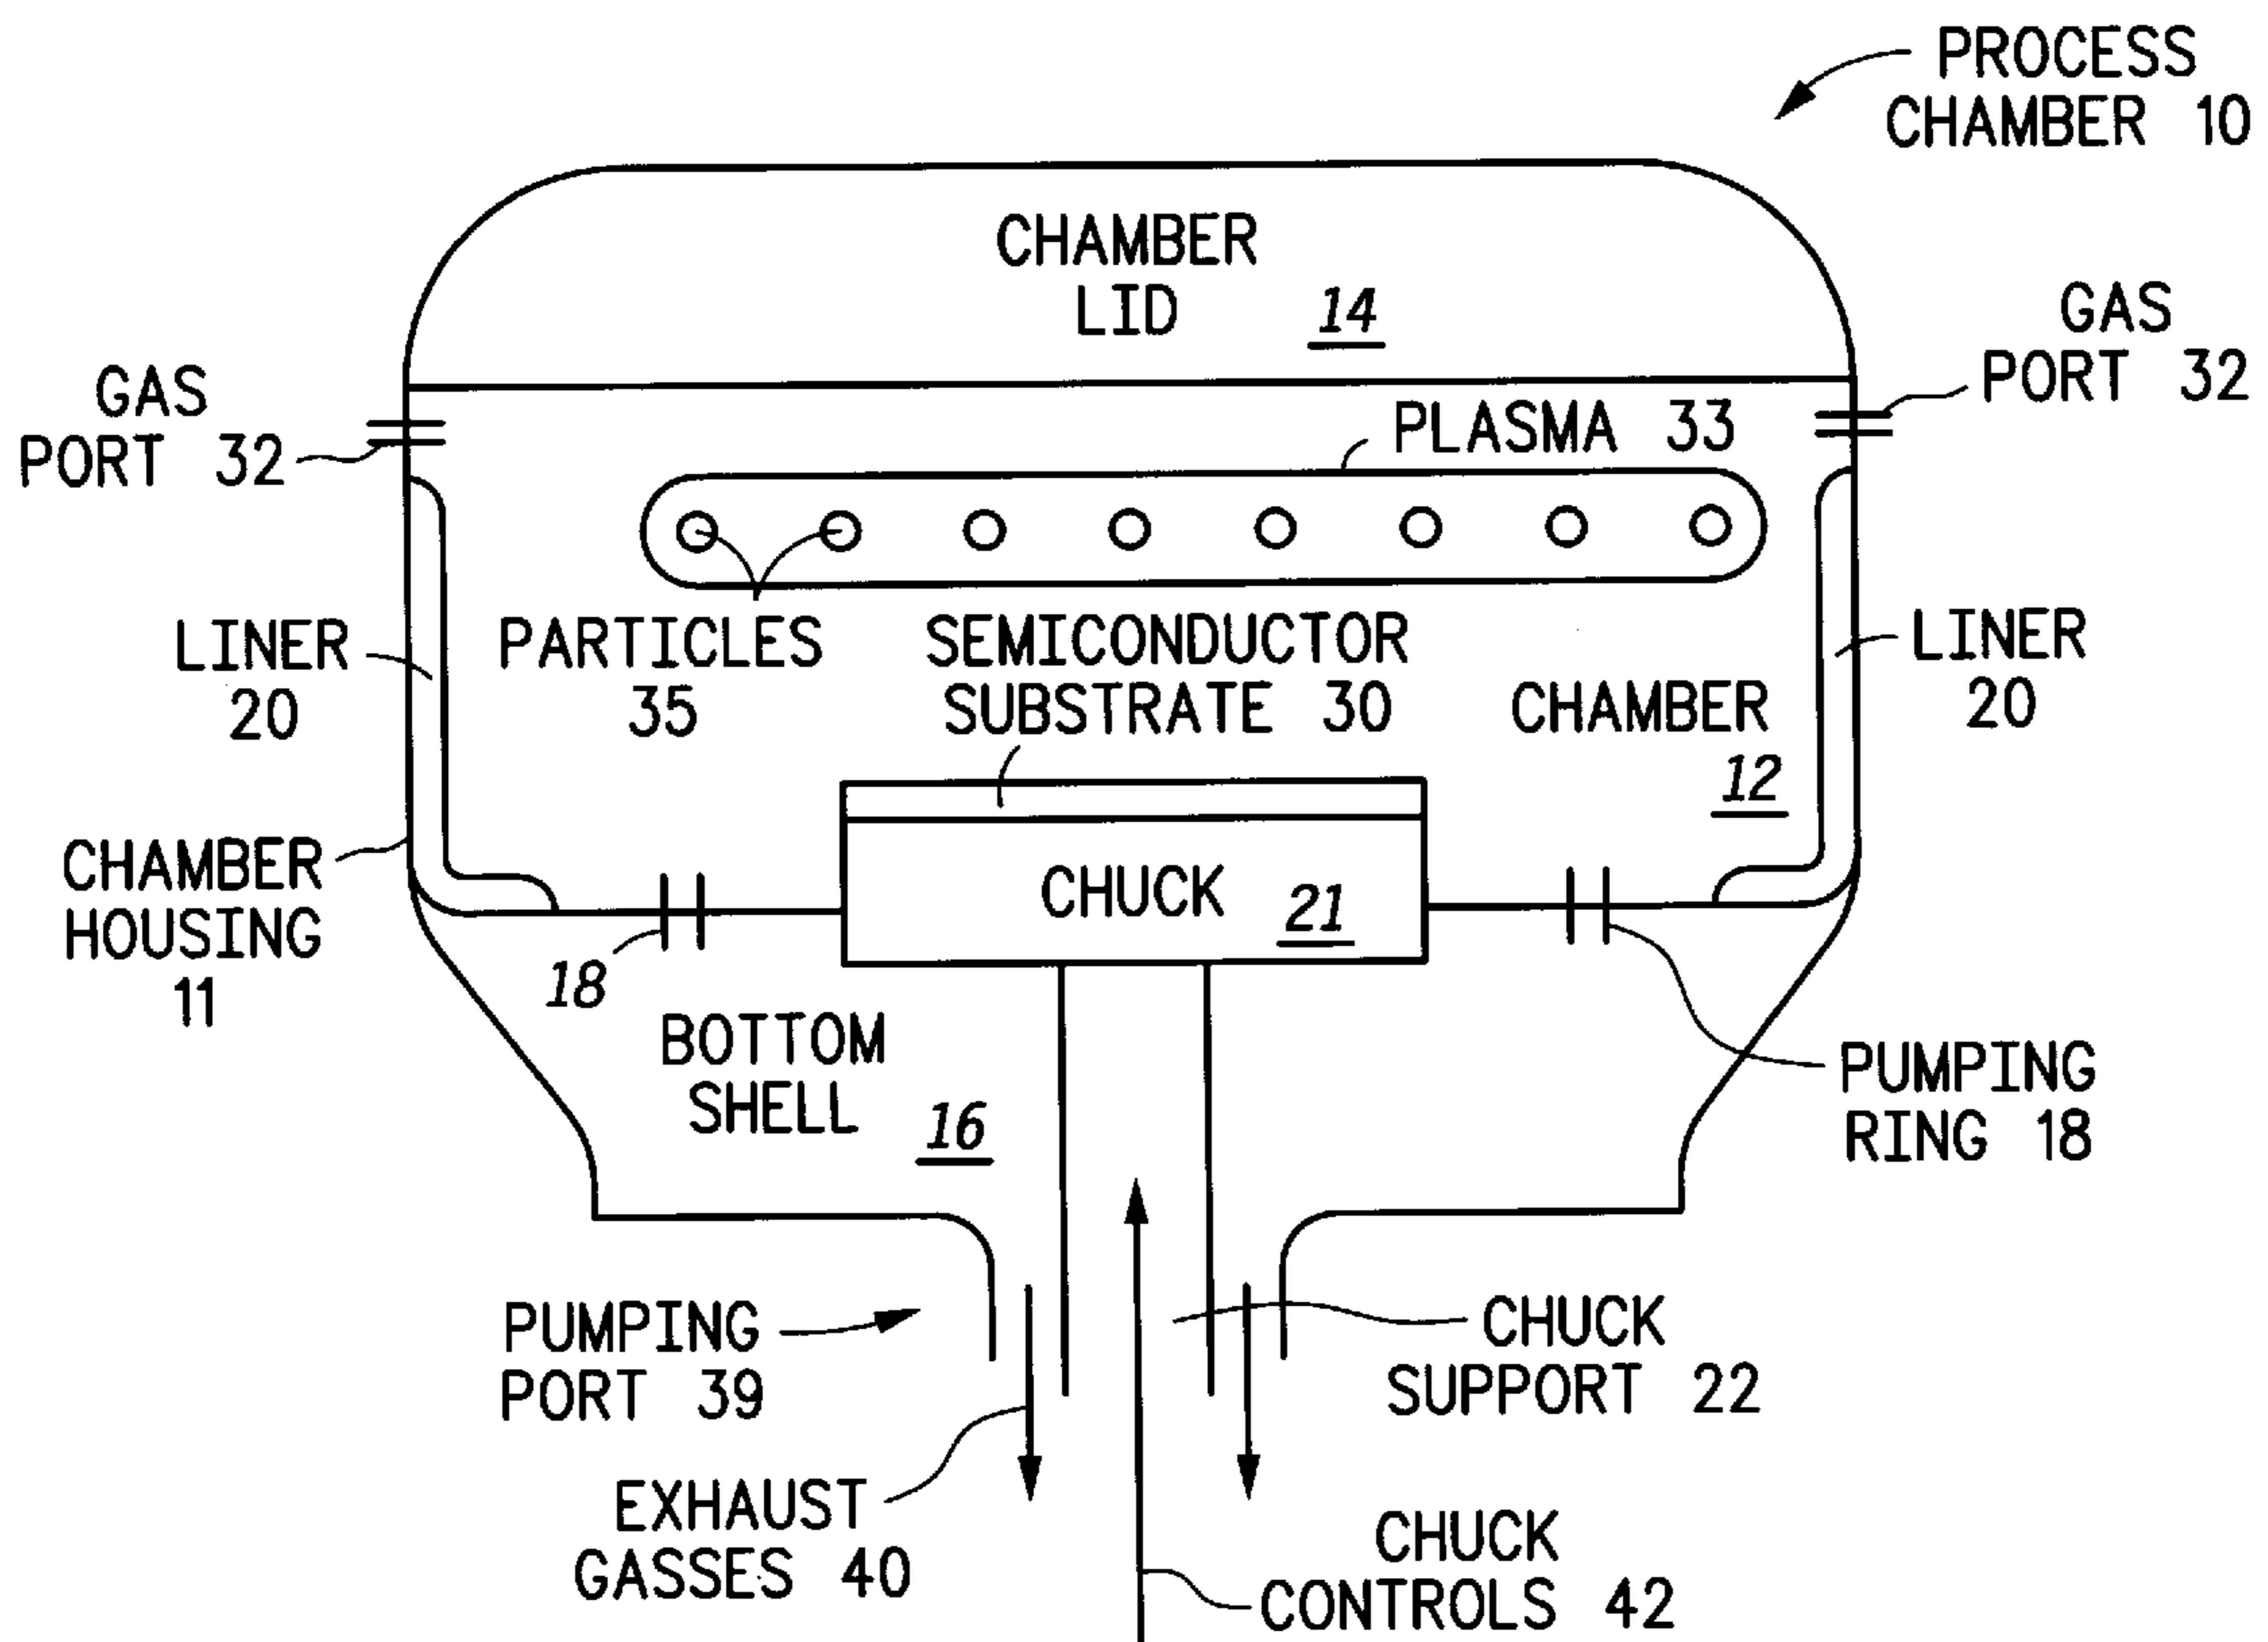 PROCESS
CHAMBER 10
CHAMBER
LID 14
GAS
PORT 32
GAS
PORT 32
PLASMA 33
LINER
20
PARTICLES
35
SEMICONDUCTOR
SUBSTRATE 30
CHAMBER
12
LINER
20
CHAMBER
HOUSING
11
CHUCK 21
18
BOTTOM
SHELL
16
PUMPING
RING 18
PUMPING
PORT 39
CHUCK
SUPPORT 22
EXHAUST
GASSES 40
CHUCK
CONTROLS 42